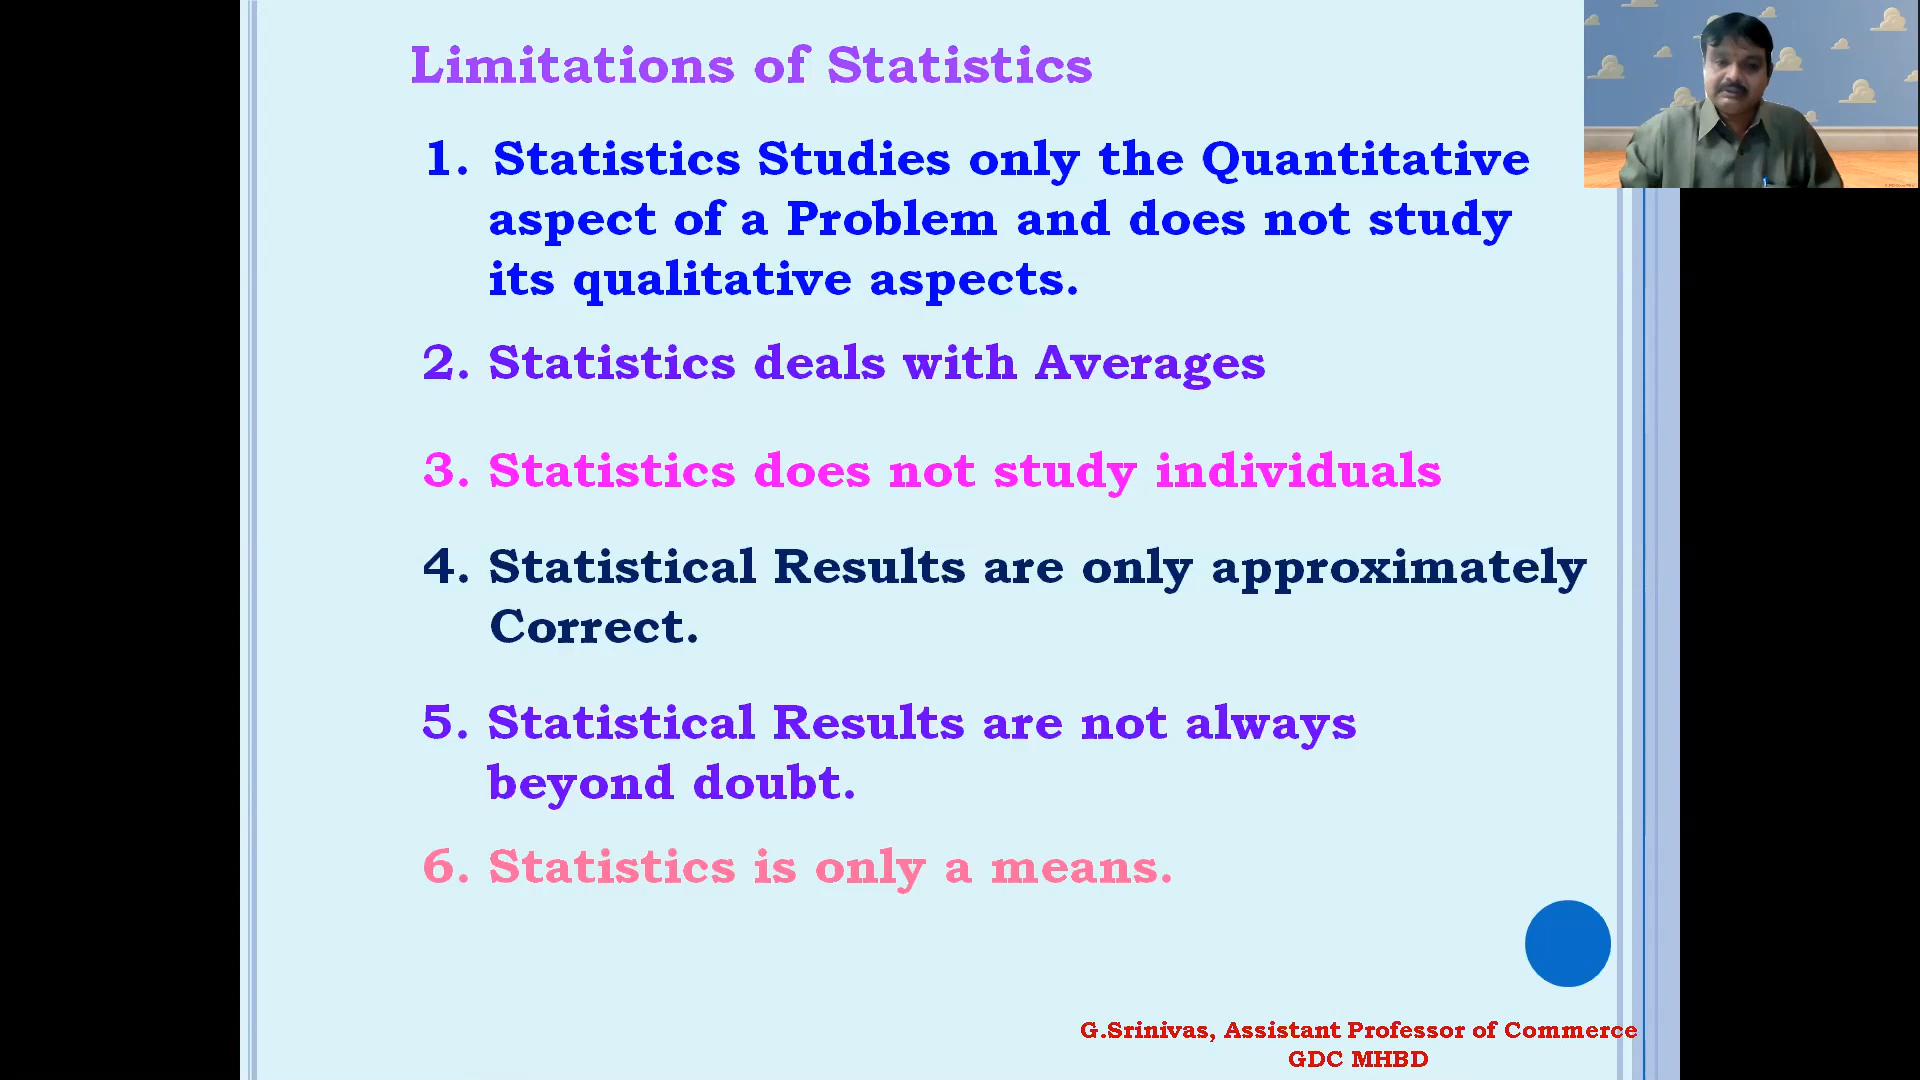 Limitations of Statistics
1. Statistics Studies only the Quantitative
aspect of a Problem and does not study
its qualitative aspects.
2. Statistics deals with Averages
3. Statistics does not study individuals
4. Statistical Results are only approximately
Correct.
5. Statistical Results are not always
beyond doubt.
6. Statistics is only a means.
G.Srinivas, Assistant Professor of Commerce
GDC MHBD